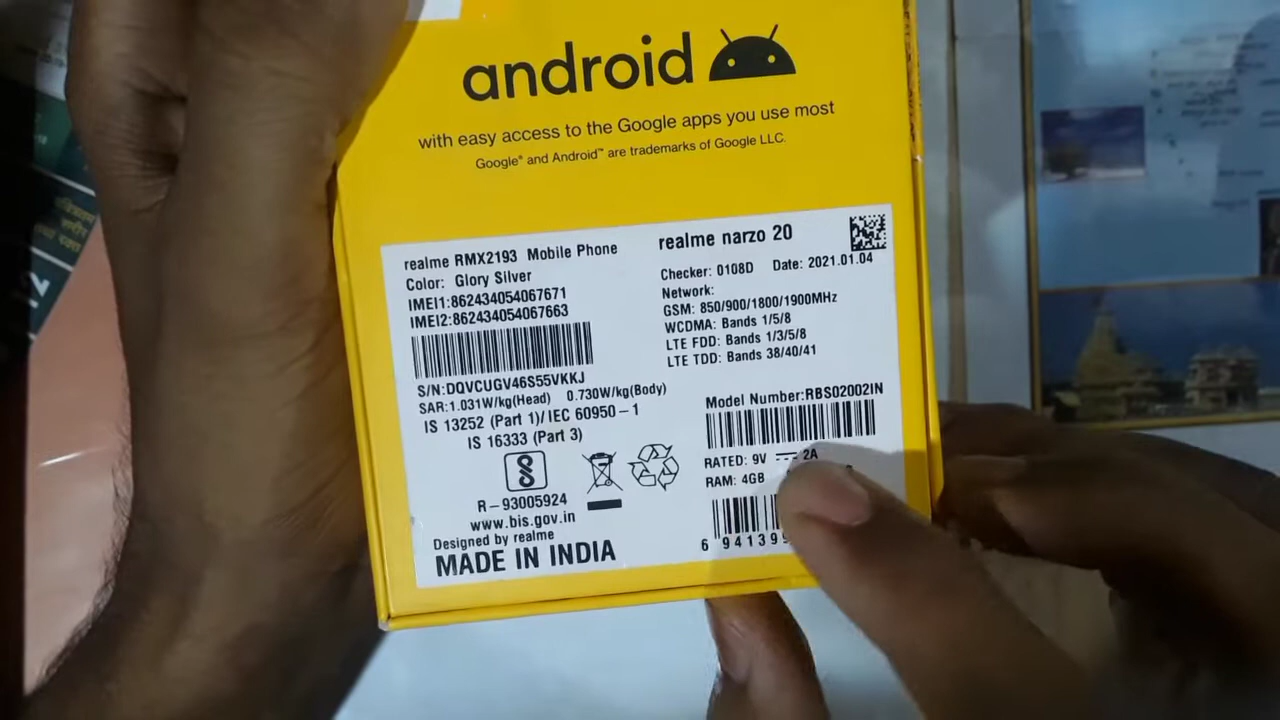 android
with easy access to the Google apps you use most
Google® and Android™ are trademarks of Google LLC.
realme RMX2193 Mobile Phone
Color: Glory Silver
IMEI1:862434054067671
IMEI2:862434054067663
S/N:DQVCUGV46S55VKKJ
SAR:1.031W/kg(Head) 0.730W/kg(Body)
IS 13252 (Part 1)/ IEC 60950-1
IS 16333 (Part 3)
R-93005924
www.bis.gov.in
Designed by realme
MADE IN INDIA
realme narzo 20
Checker: 0108D Date: 2021.01.04
Network:
GSM: 850/900/1800/1900MHz
WCDMA: Bands 1/5/8
LTE FDD: Bands 1/3/5/8
LTE TDD: Bands 38/40/41
Model Number:RBS02002IN
RATED: 9V ⎓ 2A
RAM: 4GB
6 94139